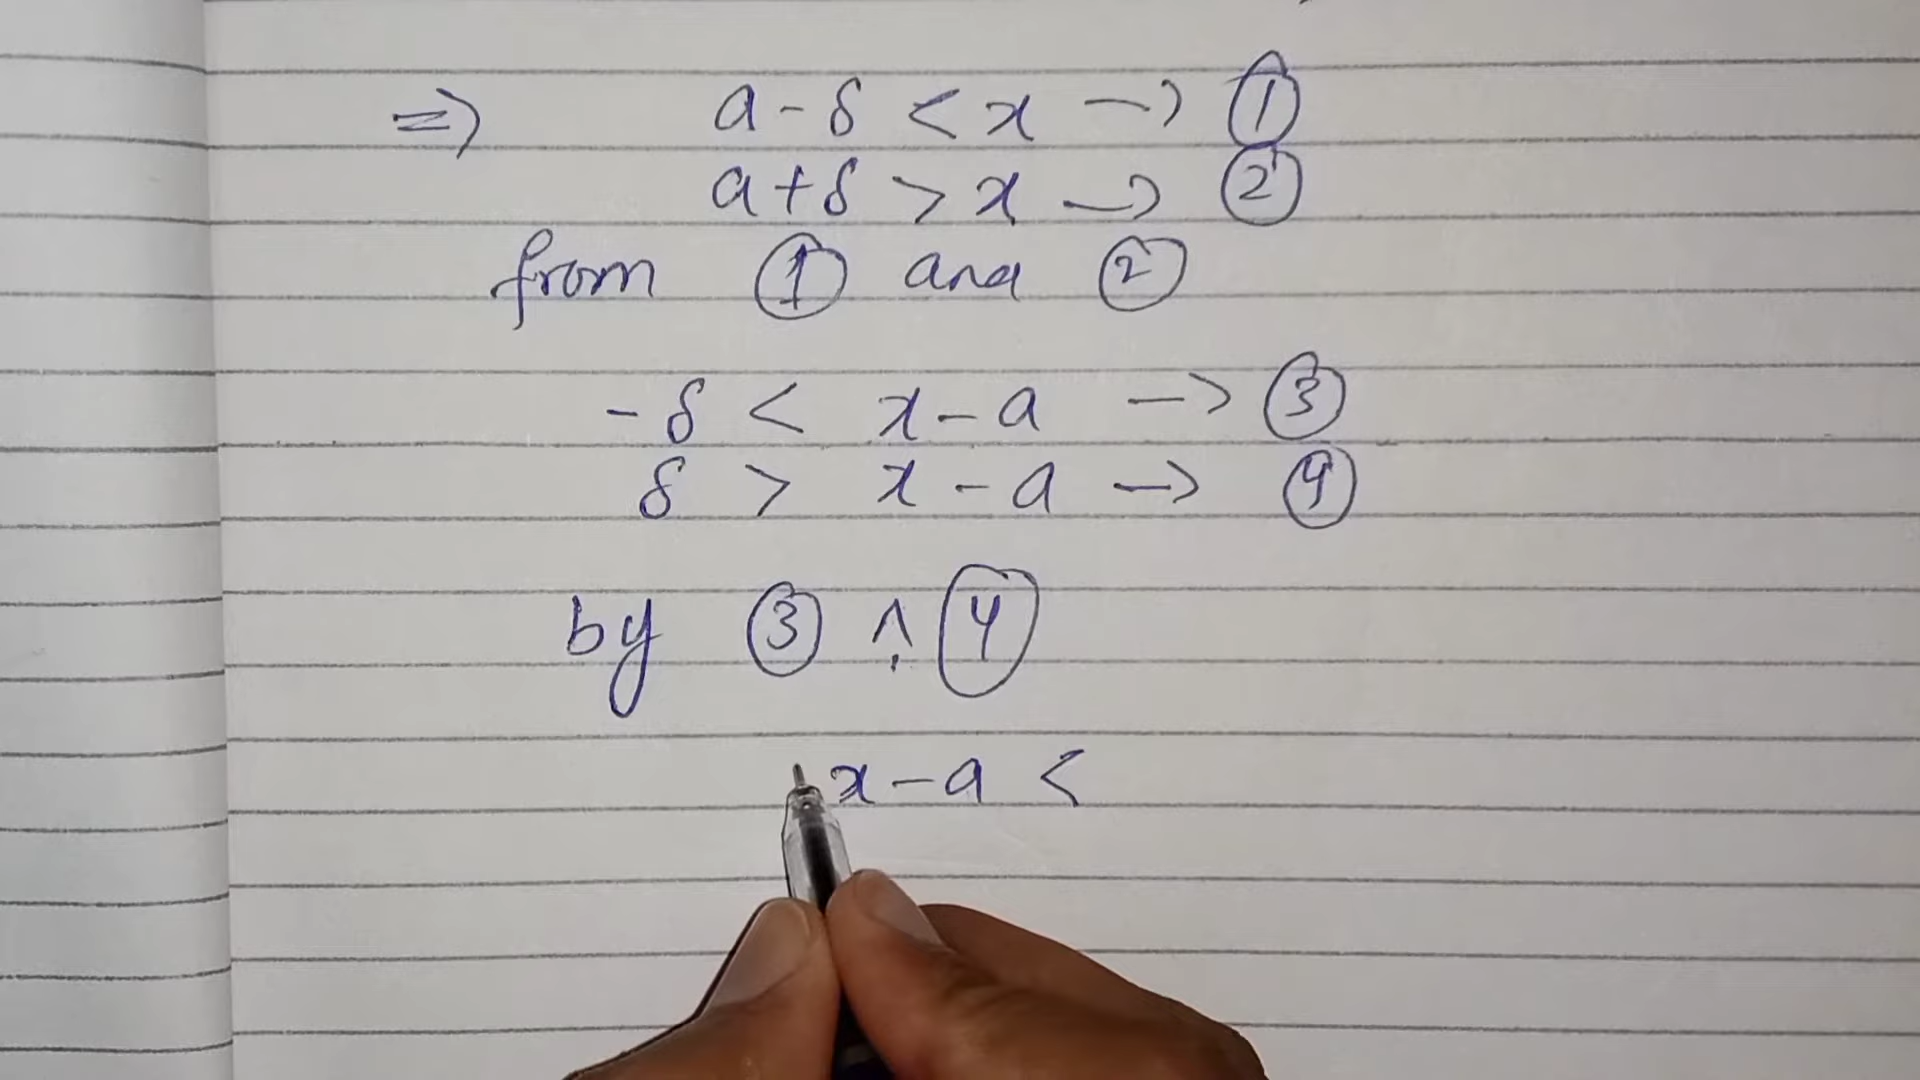 => a - δ < x -> ①
a + δ > x -> ②
from ① and ②
- δ < x - a -> ③
δ > x - a -> ④
by ③ ∧ ④
x - a <